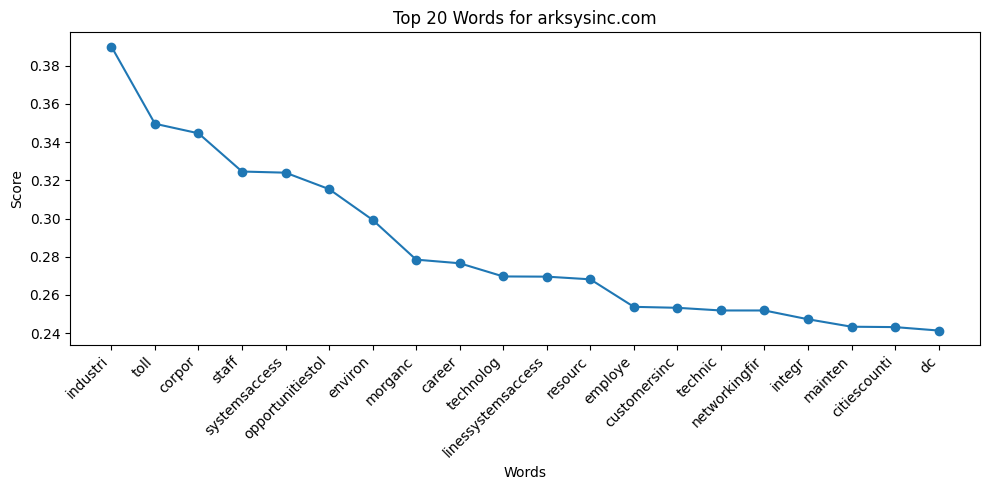 Top 20 Words for arksysinc.com
Score
0.38
0.36
0.34
0.32
0.30
0.28
0.26
0.24
industri
toll
corpor
staff
systemsaccess
opportunitiestol
environ
morganc
career
technolog
linessystemsaccess
resourc
employe
customersinc
technic
networkingfir
integr
mainten
citiescounti
dc
Words